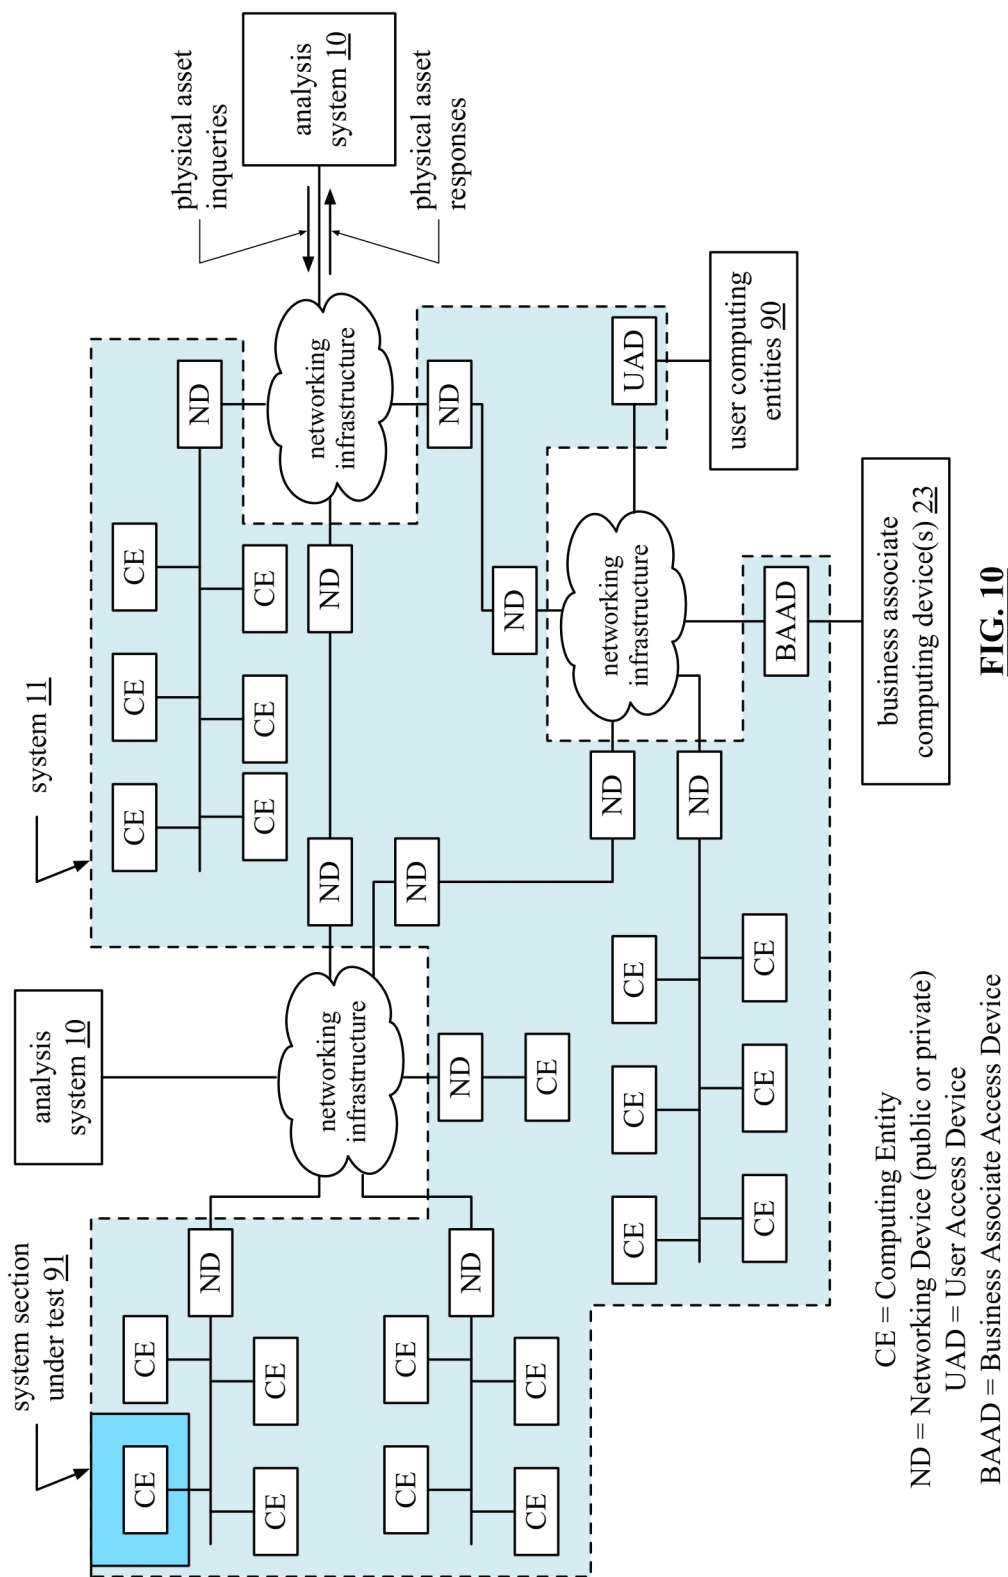 system section
under test 91
analysis
system 10
system 11
physical asset
inqueries
CE
CE
CE
CE
CE
ND
ND
CE
CE
CE
CE
CE
analysis
system 10
networking
infrastructure
ND
ND
networking
infrastructure
CE
CE
ND
ND
physical asset
responses
ND
ND
CE
CE
CE
ND
networking
infrastructure
CE
CE
CE
ND
UAD
ND
user computing
entities 90
CE
CE
CE
BAAD
business associate
computing device(s) 23
CE = Computing Entity
ND = Networking Device (public or private)
UAD = User Access Device
BAAD = Business Associate Access Device
FIG. 10